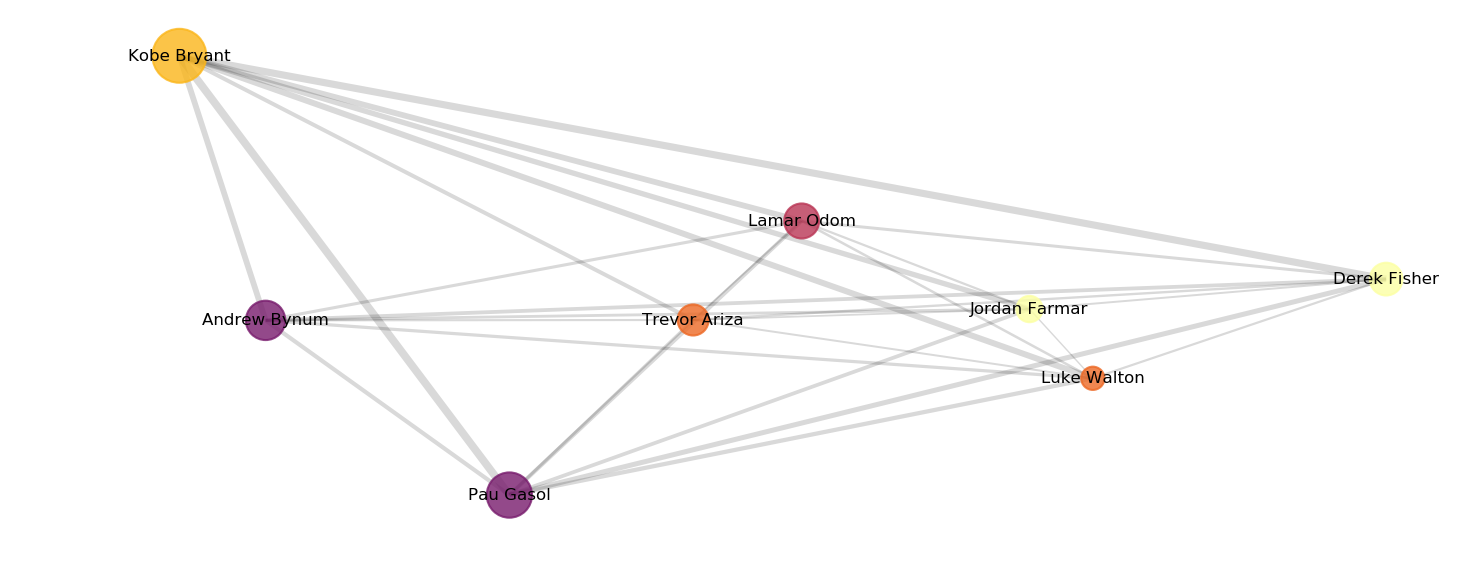 Kobe Bryant
Lamar Odom
Derek Fisher
Jordan Farmar
Andrew Bynum
Trevor Ariza
Luke Walton
Pau Gasol